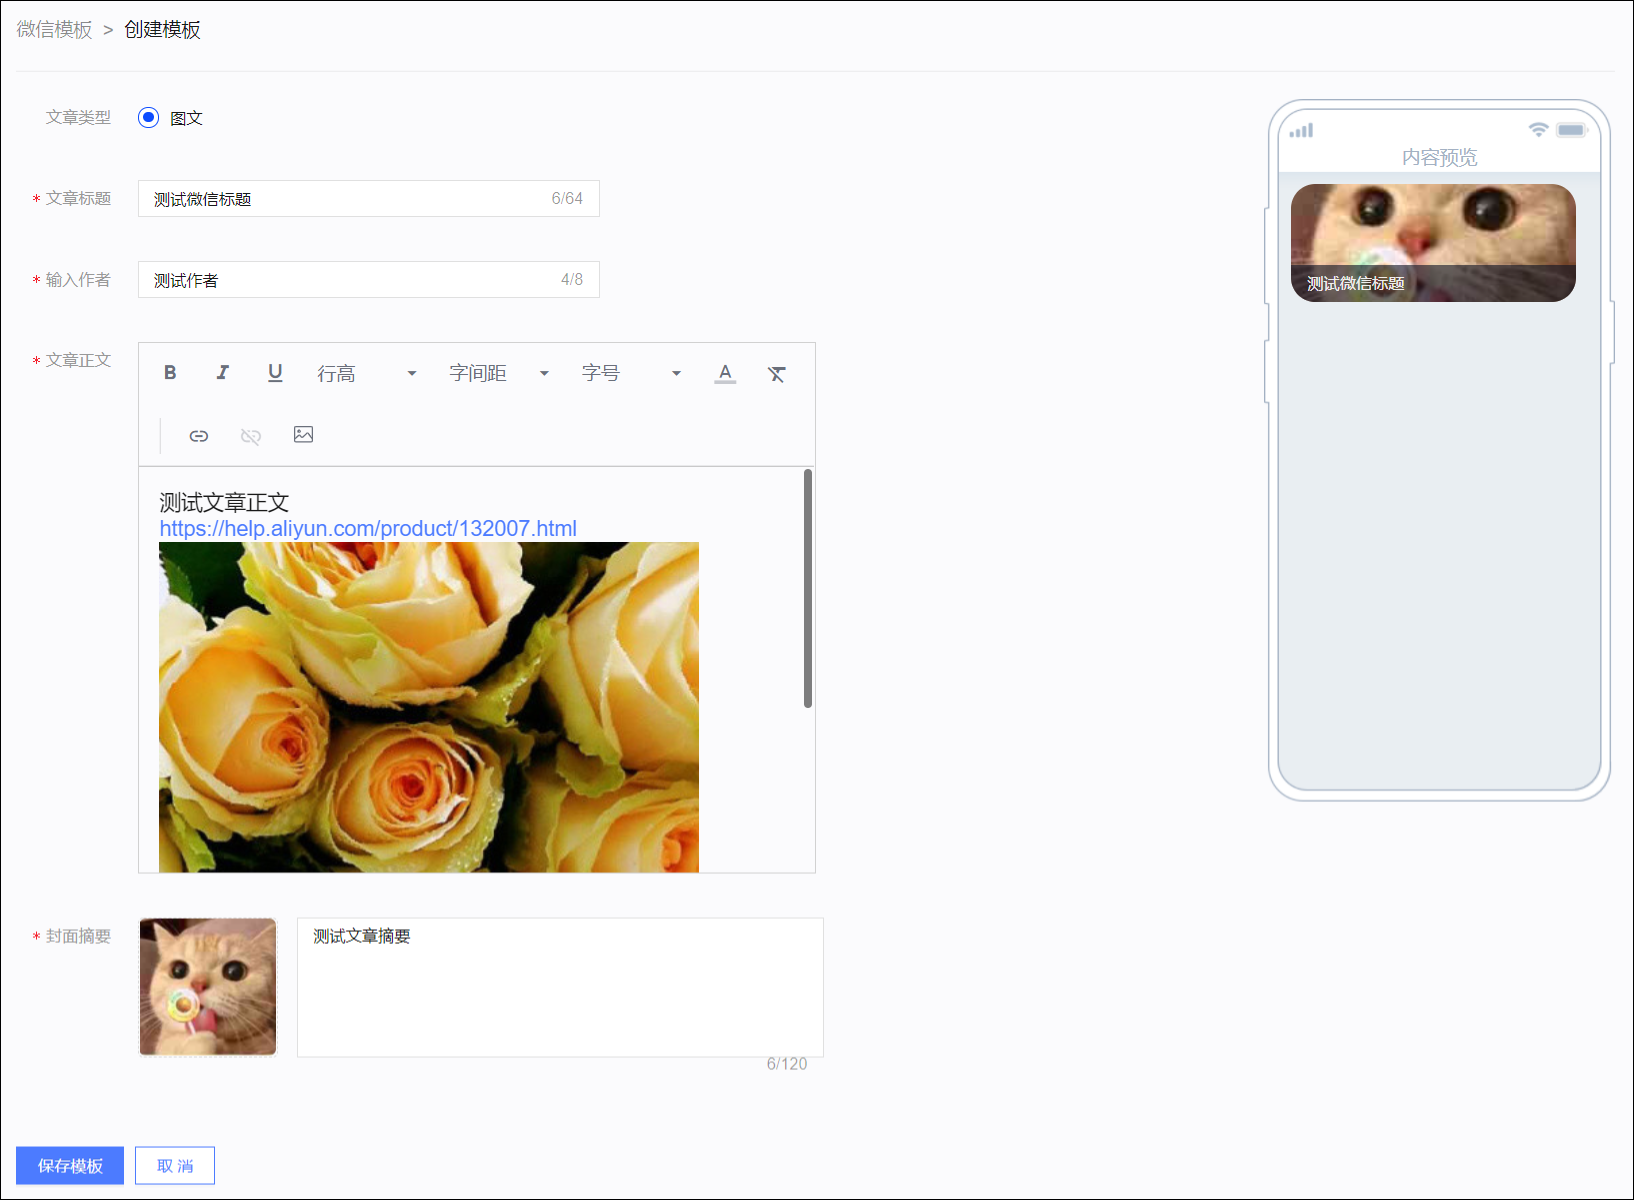 微信模板 > 创建模板
文章类型 图文
* 文章标题 测试微信标题 6/64
* 输入作者 测试作者 4/8
* 文章正文
B I U 行高 字间距 字号 A
测试文章正文
https://help.aliyun.com/product/132007.html
* 封面摘要 测试文章摘要
6/120
保存模板 取 消
内容预览
测试微信标题